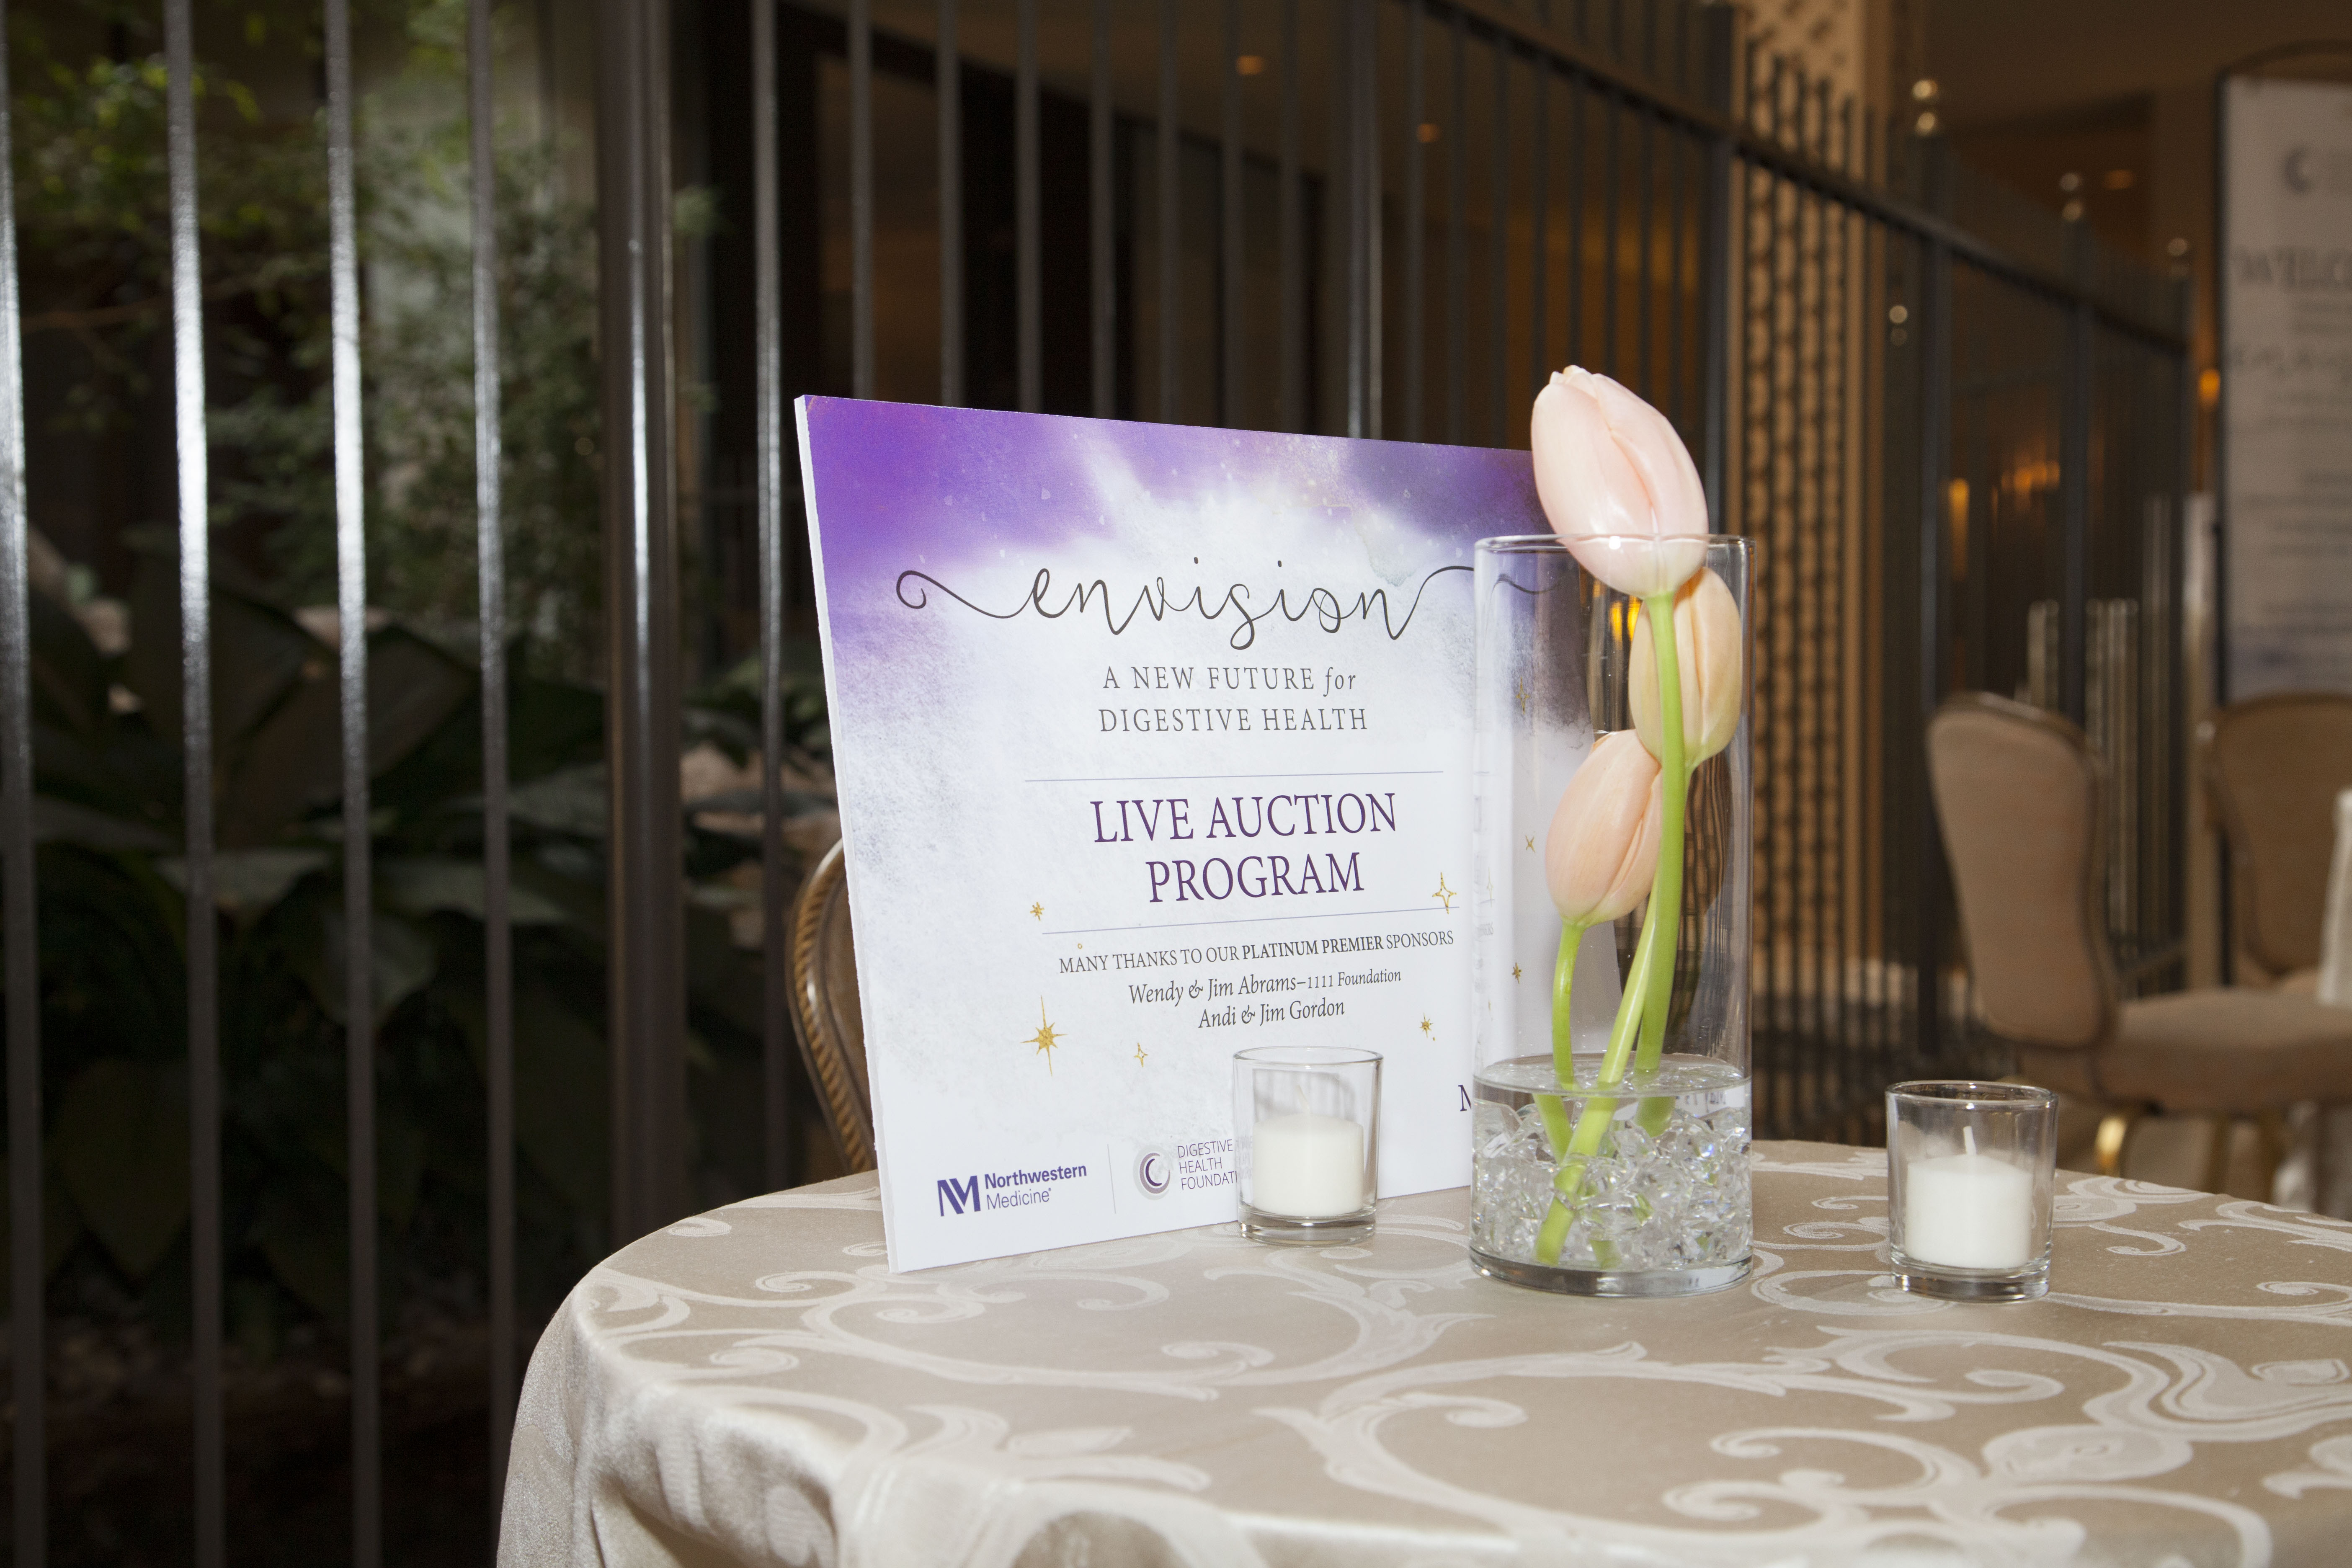 envision
A NEW FUTURE for
DIGESTIVE HEALTH
LIVE AUCTION
PROGRAM
MANY THANKS TO OUR PLATINUM PREMIER SPONSORS
Wendy & Jim Abrams–1111 Foundation
Andi & Jim Gordon
Northwestern
Medicine®
DIGESTIVE
HEALTH
FOUNDATI